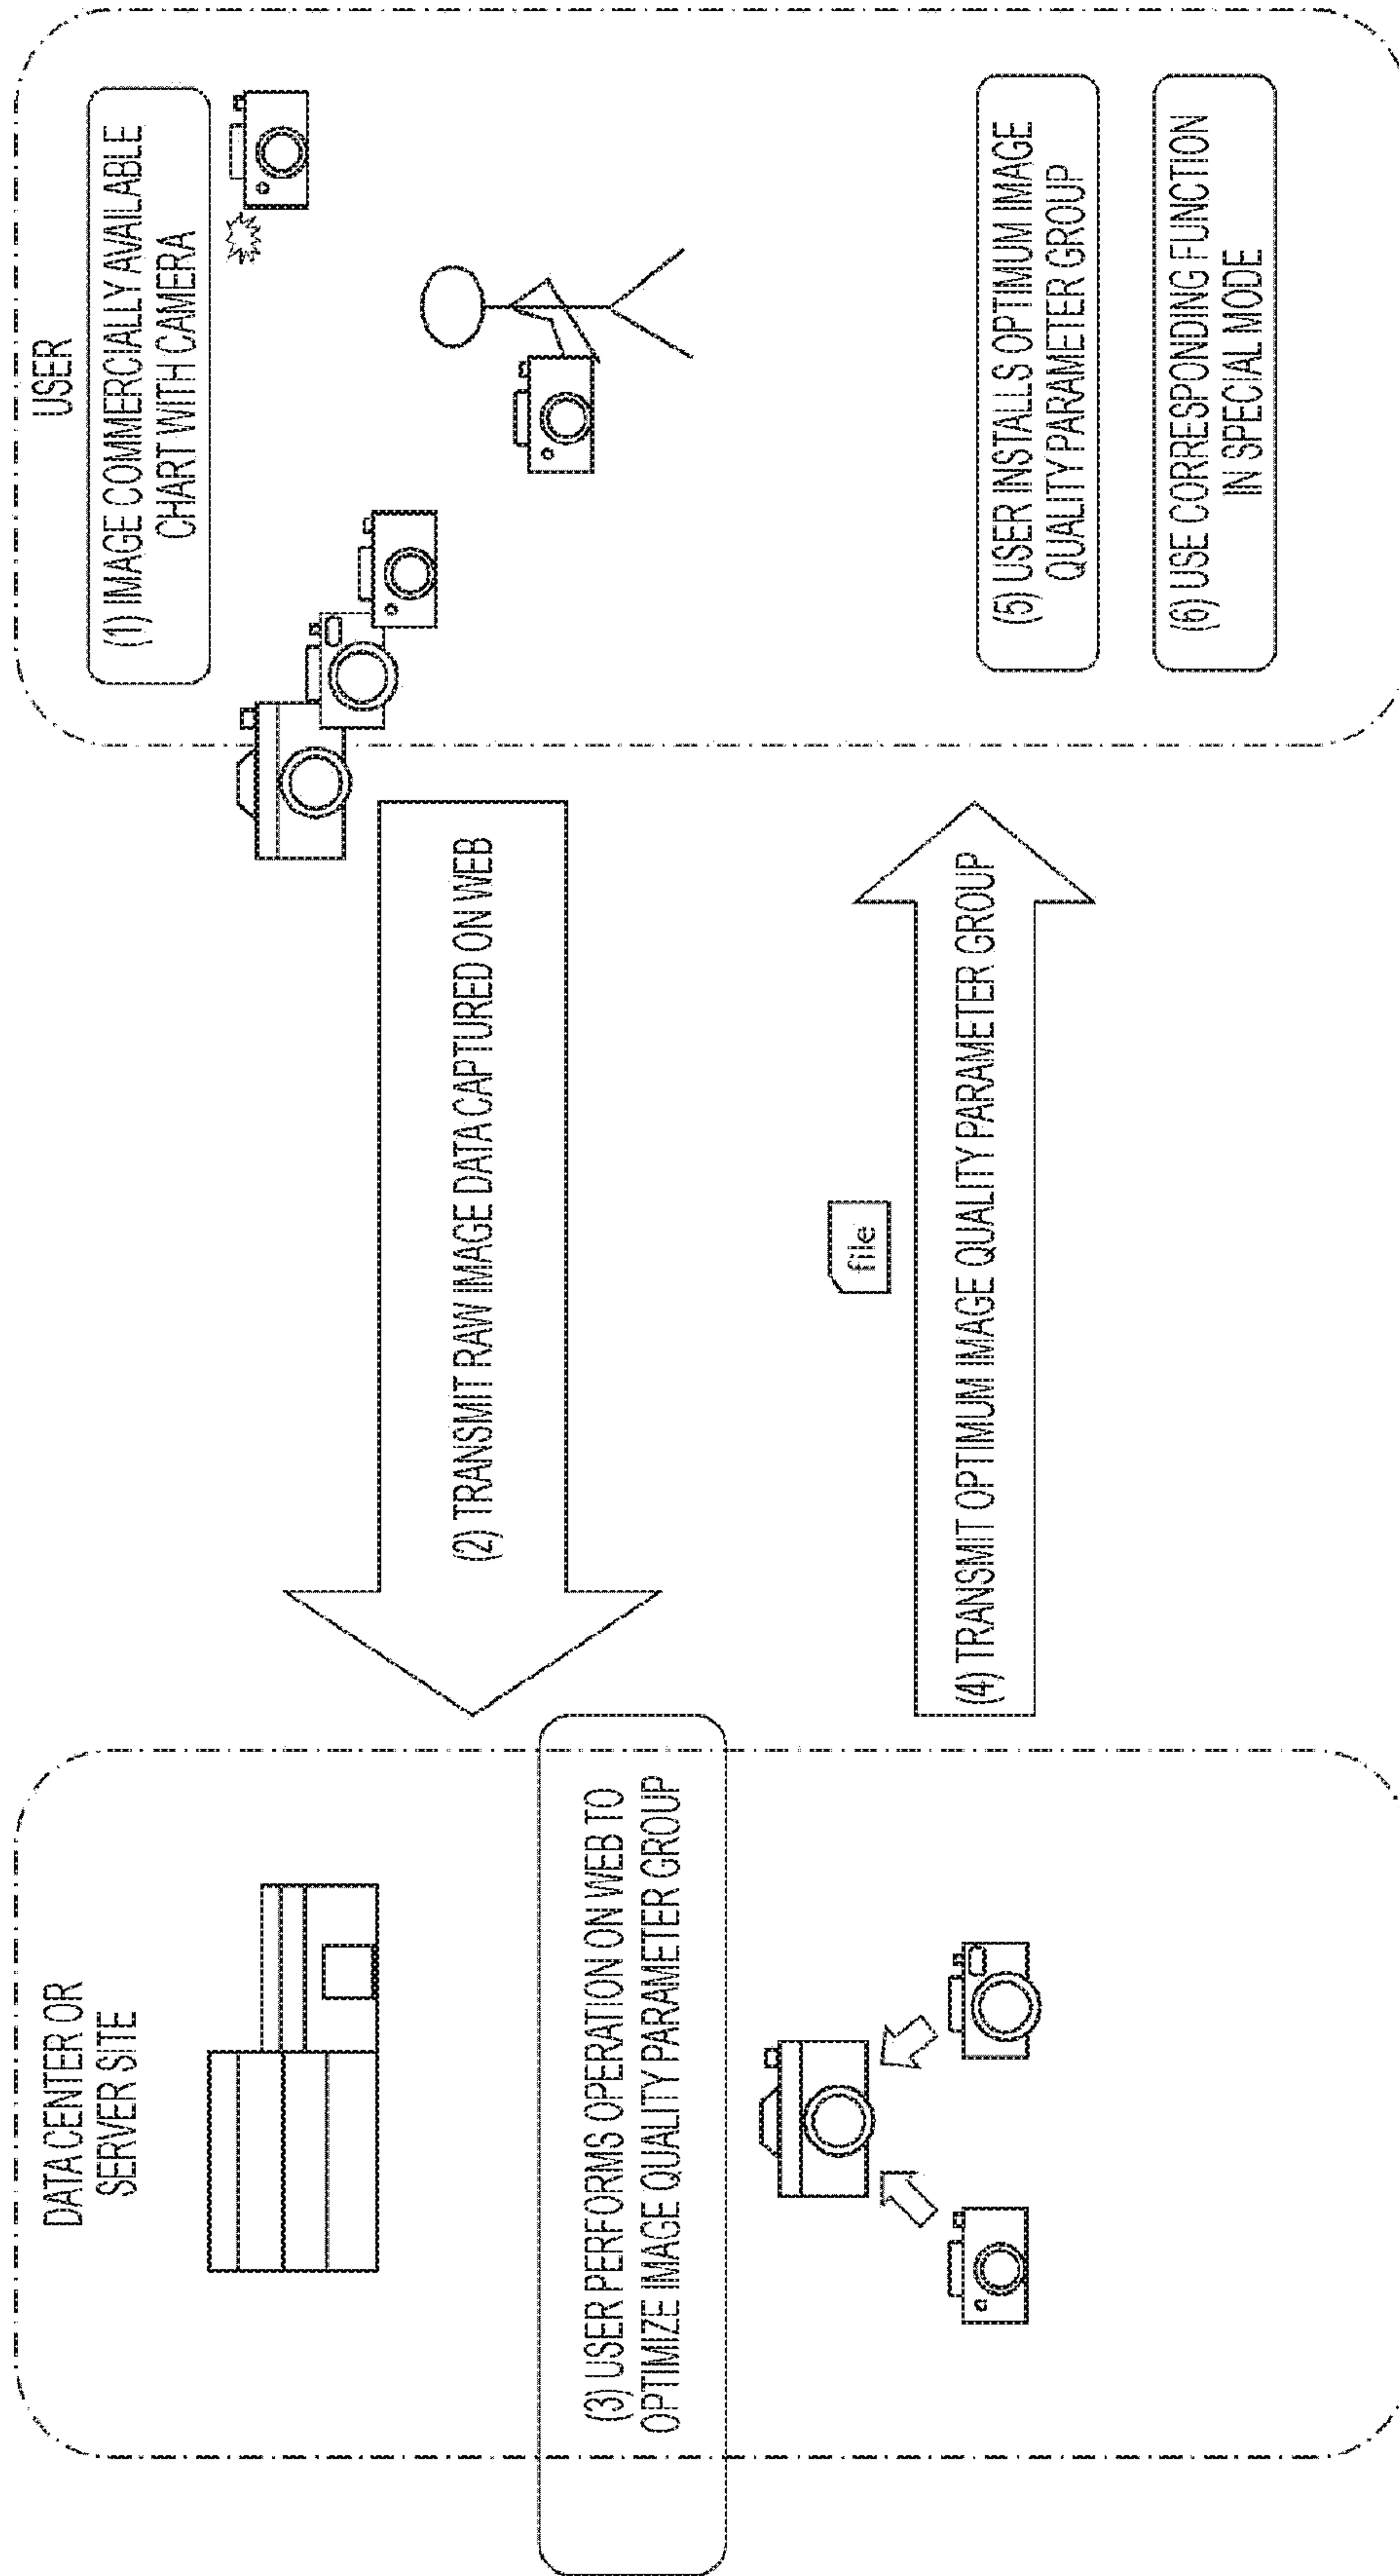 USER
(1) IMAGE COMMERCIALLY AVAILABLE
CHART WITH CAMERA
(2) TRANSMIT RAW IMAGE DATA CAPTURED ON WEB
DATACENTER OR
SERVER SITE
(3) USER PERFORMS OPERATION ON WEB TO
OPTIMIZE IMAGE QUALITY PARAMETER GROUP
file
(4) TRANSMIT OPTIMUM IMAGE QUALITY PARAMETER GROUP
(5) USER INSTALLS OPTIMUM IMAGE
QUALITY PARAMETER GROUP
(6) USE CORRESPONDING FUNCTION
IN SPECIAL MODE